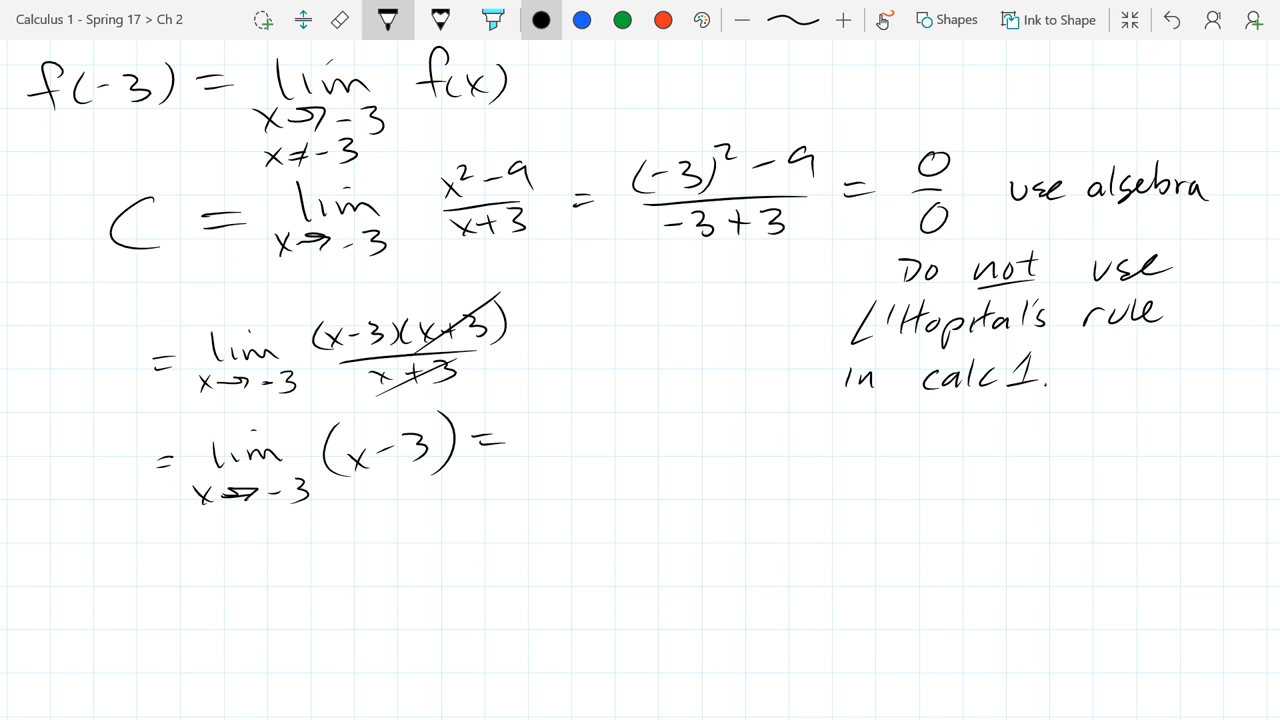 Calculus 1 - Spring 17 > Ch 2
Shapes
Ink to Shape
f(-3) = lim f(x)
x→-3
x≠-3
C = lim x²-9 / x+3 = (-3)²-9 / -3+3 = 0/0 use algebra
x→-3
Do not use
L'Hopital's rule
in calc 1.
= lim (x-3)(x+3) / x+3
x→-3
= lim (x-3) =
x→-3